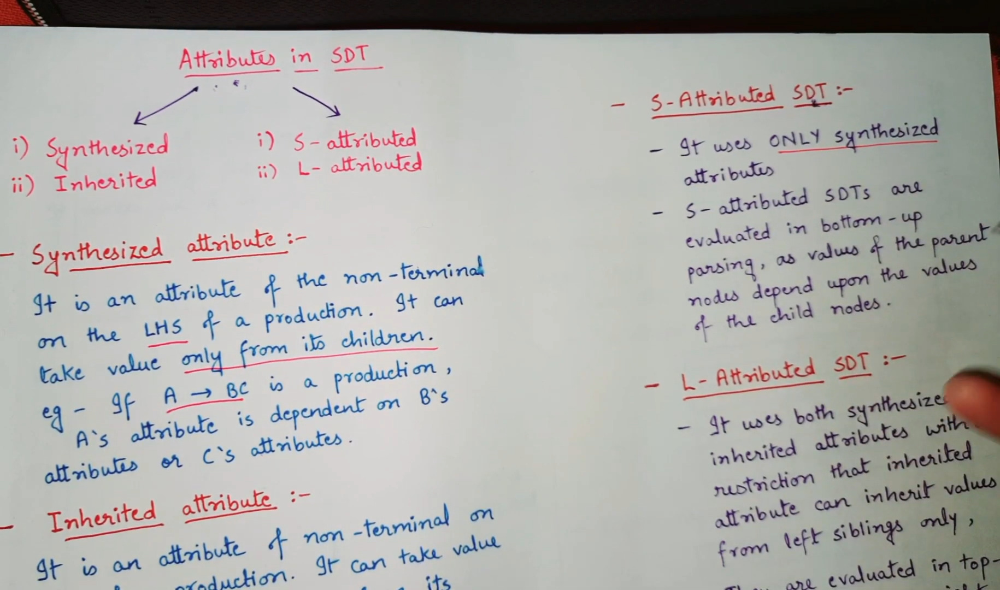 Attributes in SDT
i) Synthesized
ii) Inherited
i) S-attributed
ii) L-attributed
- Synthesized attribute :-
It is an attribute of the non-terminal
on the LHS of a production. It can
take value only from its children.
eg - If A → BC is a production,
A's attribute is dependent on B's
attributes or C's attributes.
- Inherited attribute :-
It is an attribute of non-terminal on
production. It can take value
its
- S-Attributed SDT :-
- It uses ONLY synthesized
attributes
- S-attributed SDTs are
evaluated in bottom-up
parsing, as values of the parent
nodes depend upon the values
of the child nodes.
- L-Attributed SDT :-
- It uses both synthesize
inherited attributes with
restriction that inherited
attribute can inherit values
from left siblings only,
are evaluated in top-